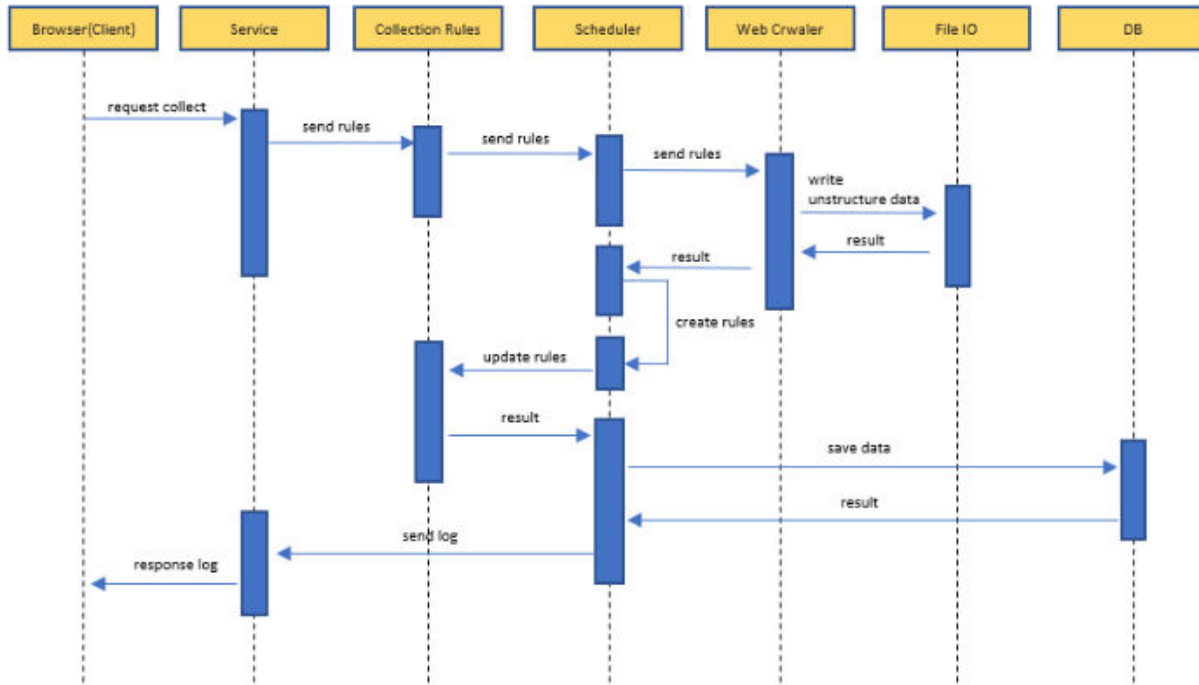 Browser(Client)
Service
Collection Rules
Scheduler
Web Crwaler
File IO
DB
request collect
send rules
send rules
send rules
write
unstructure data
result
result
create rules
update rules
result
save data
result
send log
response log